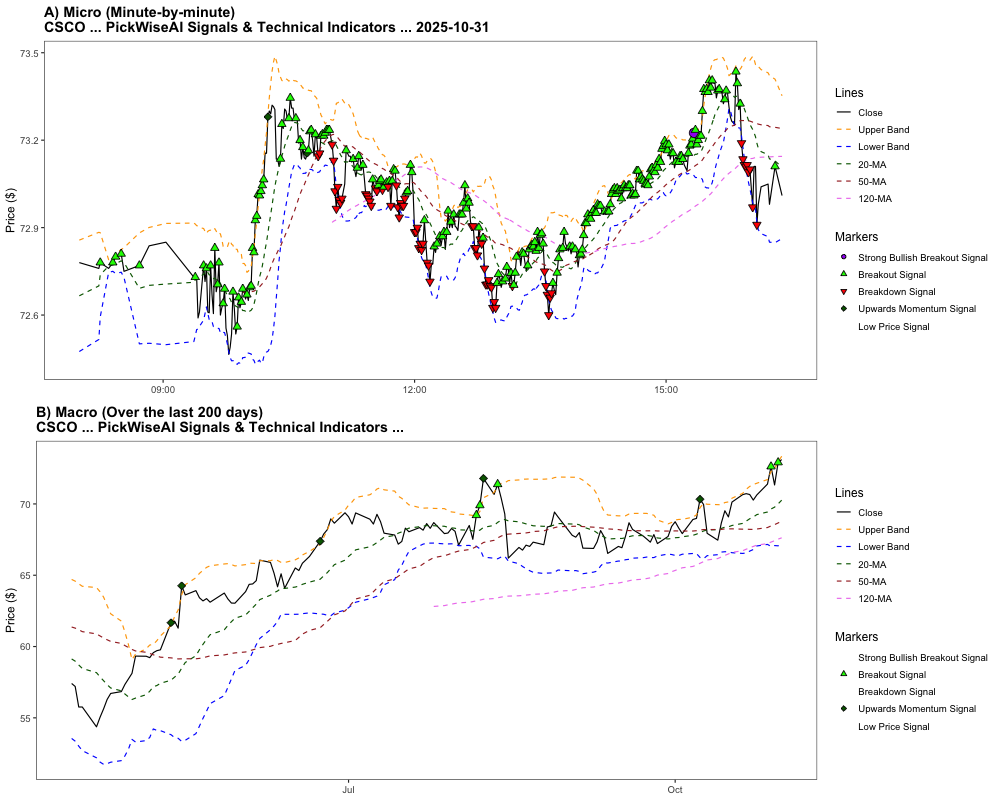 A) Micro (Minute-by-minute)
CSCO ... PickWiseAI Signals & Technical Indicators ... 2025-10-31
Price ($)
73.5
73.2
72.9
72.6
09:00
12:00
15:00
Lines
Close
Upper Band
Lower Band
20-MA
50-MA
120-MA
Markers
Strong Bullish Breakout Signal
Breakout Signal
Breakdown Signal
Upwards Momentum Signal
Low Price Signal
B) Macro (Over the last 200 days)
CSCO ... PickWiseAI Signals & Technical Indicators ...
Price ($)
70
65
60
55
Jul
Oct
Lines
Close
Upper Band
Lower Band
20-MA
50-MA
120-MA
Markers
Strong Bullish Breakout Signal
Breakout Signal
Breakdown Signal
Upwards Momentum Signal
Low Price Signal